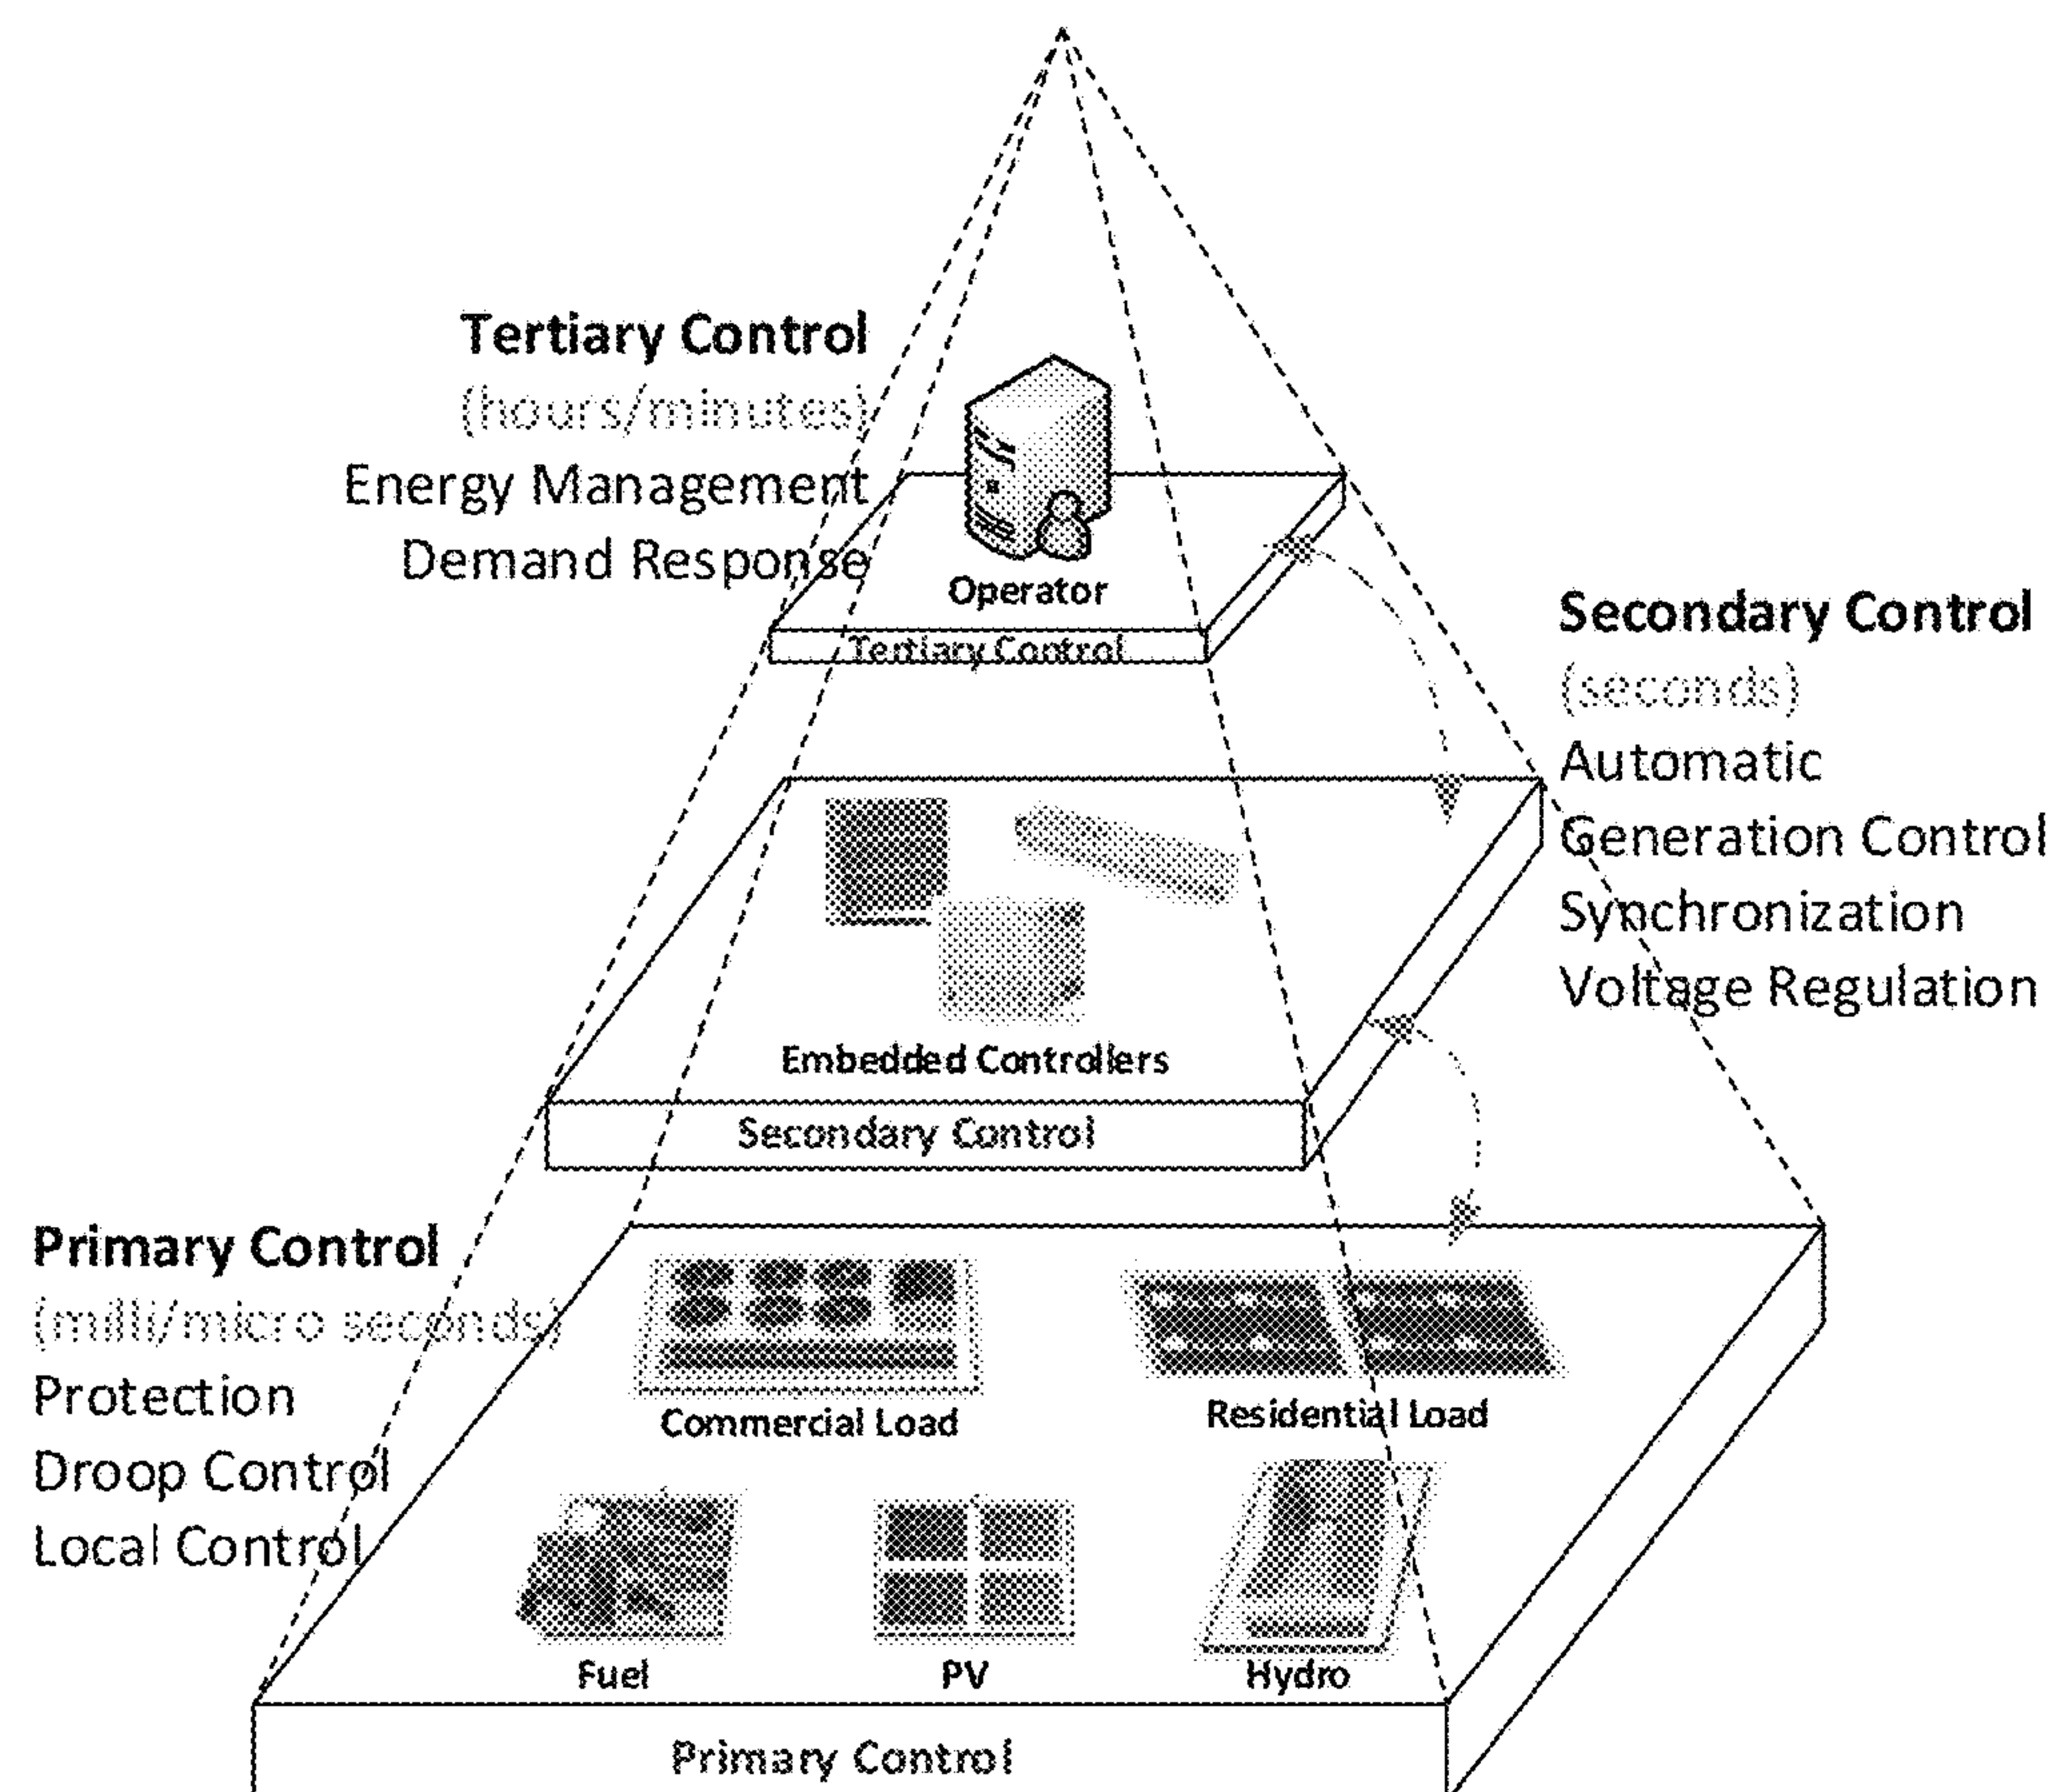 Tertiary Control
(hours/minutes)
Energy Management
Demand Response
Operator
Tertiary Control
Secondary Control
(seconds)
Automatic
Generation Control
Synchronization
Voltage Regulation
Embedded Controllers
Secondary Control
Primary Control
(milli/micro seconds)
Protection
Droop Control
Local Control
Commercial Load
Residential Load
Fuel
PV
Hydro
Primary Control